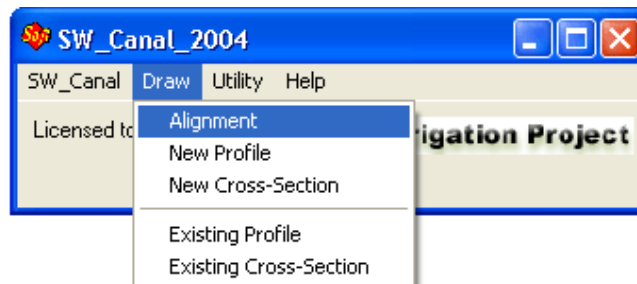 SW_Canal_2004
SW_Canal Draw Utility Help
Licensed to
Project
Alignment
New Profile
New Cross-Section
Existing Profile
Existing Cross-Section